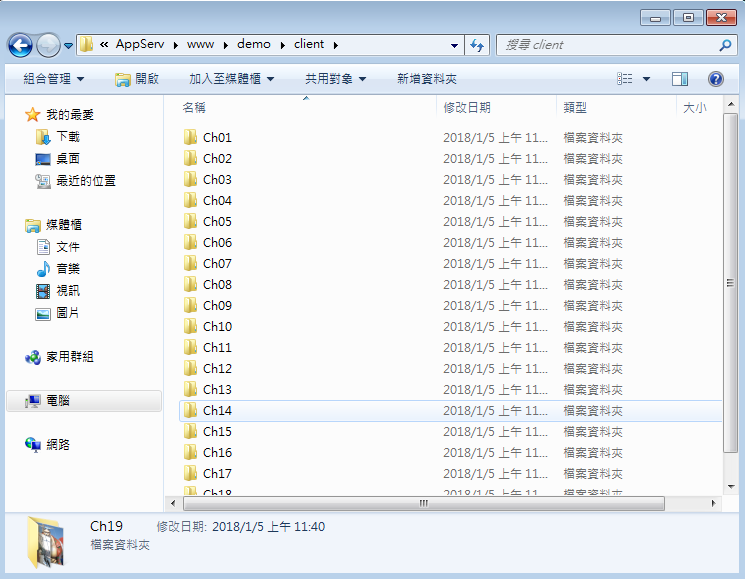 « AppServ ▸ www ▸ demo ▸ client ▸
搜尋 client
組合管理 ▼ 開啟 加入至媒體櫃 ▼ 共用對象 ▼ 新增資料夾
我的最愛
下載
桌面
最近的位置
媒體櫃
文件
音樂
視訊
圖片
家用群組
電腦
網路
名稱 修改日期 類型 大小
Ch01 2018/1/5 上午 11... 檔案資料夾
Ch02 2018/1/5 上午 11... 檔案資料夾
Ch03 2018/1/5 上午 11... 檔案資料夾
Ch04 2018/1/5 上午 11... 檔案資料夾
Ch05 2018/1/5 上午 11... 檔案資料夾
Ch06 2018/1/5 上午 11... 檔案資料夾
Ch07 2018/1/5 上午 11... 檔案資料夾
Ch08 2018/1/5 上午 11... 檔案資料夾
Ch09 2018/1/5 上午 11... 檔案資料夾
Ch10 2018/1/5 上午 11... 檔案資料夾
Ch11 2018/1/5 上午 11... 檔案資料夾
Ch12 2018/1/5 上午 11... 檔案資料夾
Ch13 2018/1/5 上午 11... 檔案資料夾
Ch14 2018/1/5 上午 11... 檔案資料夾
Ch15 2018/1/5 上午 11... 檔案資料夾
Ch16 2018/1/5 上午 11... 檔案資料夾
Ch17 2018/1/5 上午 11... 檔案資料夾
Ch18 2018/1/5 上午 11... 檔案資料夾
Ch19 修改日期: 2018/1/5 上午 11:40
檔案資料夾